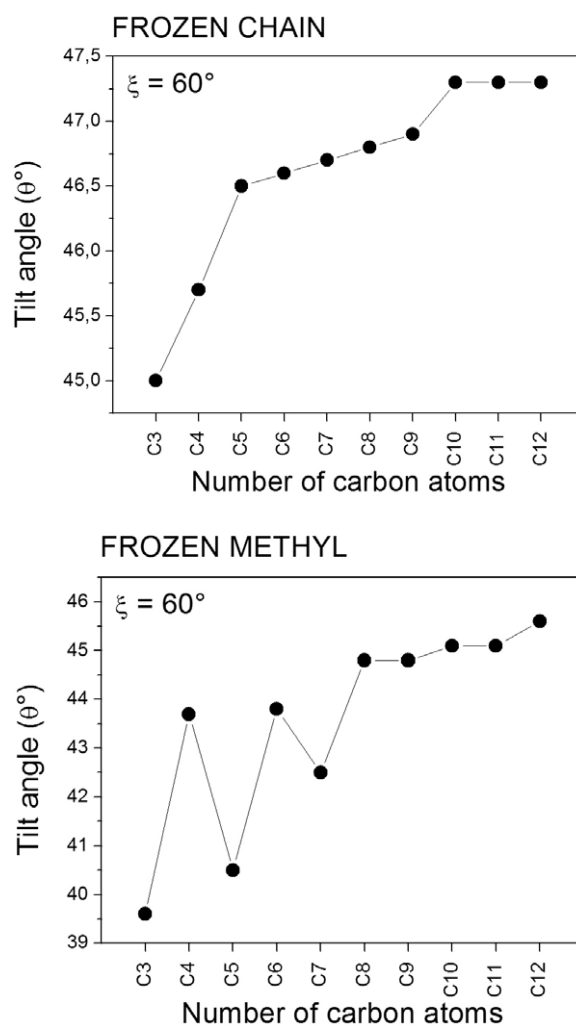 FROZEN CHAIN
ξ = 60°
47,5
47,0
46,5
46,0
45,5
45,0
Tilt angle (θ°)
C3 C4 C5 C6 C7 C8 C9 C10 C11 C12
Number of carbon atoms
FROZEN METHYL
ξ = 60°
46
45
44
43
42
41
40
39
Tilt angle (θ°)
C3 C4 C5 C6 C7 C8 C9 C10 C11 C12
Number of carbon atoms